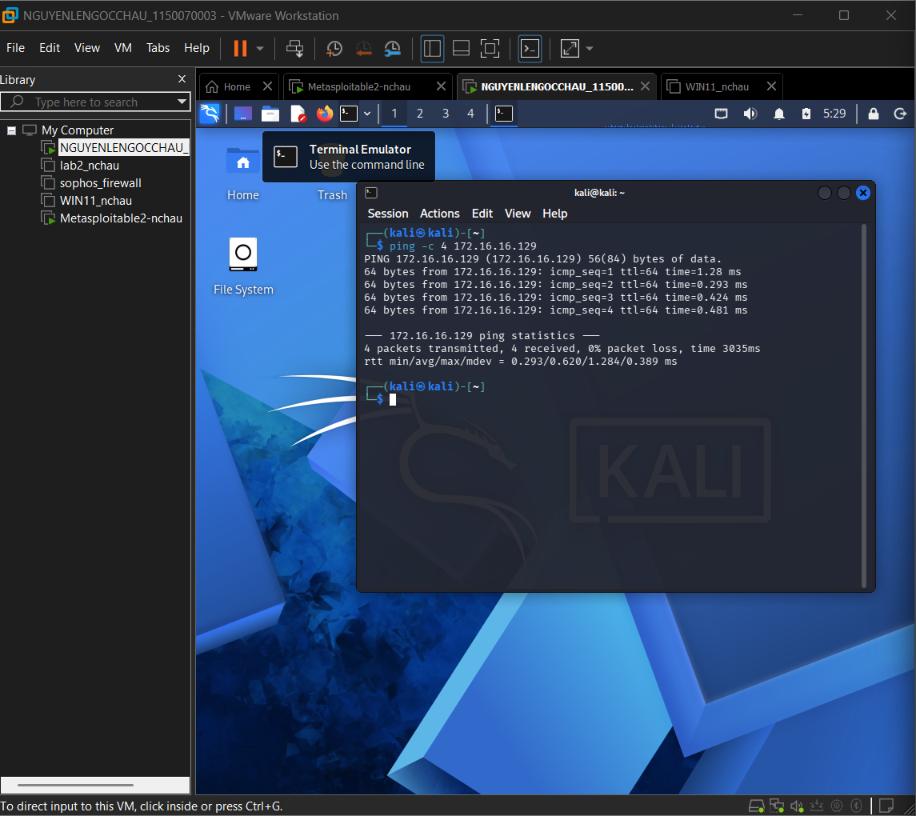 NGUYENLENGOCCHAU_1150070003 - VMware Workstation
File Edit View VM Tabs Help
Library
Type here to search
My Computer
NGUYENLENGOCCHAU_
lab2_nchau
sophos_firewall
WIN11_nchau
Metasploitable2-nchau
Home
Metasploitable2-nchau
NGUYENLENGOCCHAU_11500...
WIN11_nchau
1 2 3 4
5:29
Terminal Emulator
Use the command line
Home
Trash
File System
kali@kali: ~
Session Actions Edit View Help
┌──(kali㉿kali)-[~]
└─$ ping -c 4 172.16.16.129
PING 172.16.16.129 (172.16.16.129) 56(84) bytes of data.
64 bytes from 172.16.16.129: icmp_seq=1 ttl=64 time=1.28 ms
64 bytes from 172.16.16.129: icmp_seq=2 ttl=64 time=0.293 ms
64 bytes from 172.16.16.129: icmp_seq=3 ttl=64 time=0.424 ms
64 bytes from 172.16.16.129: icmp_seq=4 ttl=64 time=0.481 ms
--- 172.16.16.129 ping statistics ---
4 packets transmitted, 4 received, 0% packet loss, time 3035ms
rtt min/avg/max/mdev = 0.293/0.620/1.284/0.389 ms
┌──(kali㉿kali)-[~]
└─$
KALI
To direct input to this VM, click inside or press Ctrl+G.